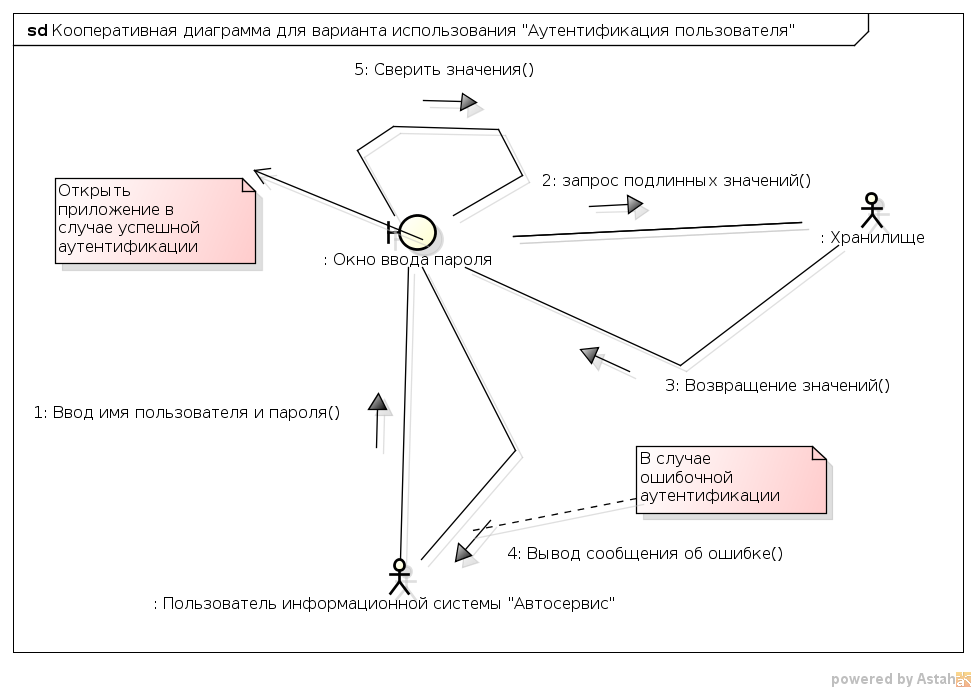 sd Кооперативная диаграмма для варианта использования "Аутентификация пользователя"
5: Сверить значения()
2: запрос подлинных значений()
Открыть
приложение в
случае успешной
аутентификации
: Хранилище
: Окно ввода пароля
3: Возвращение значений()
1: Ввод имя пользователя и пароля()
В случае
ошибочной
аутентификации
4: Вывод сообщения об ошибке()
: Пользователь информационной системы "Автосервис"
powered by Astah